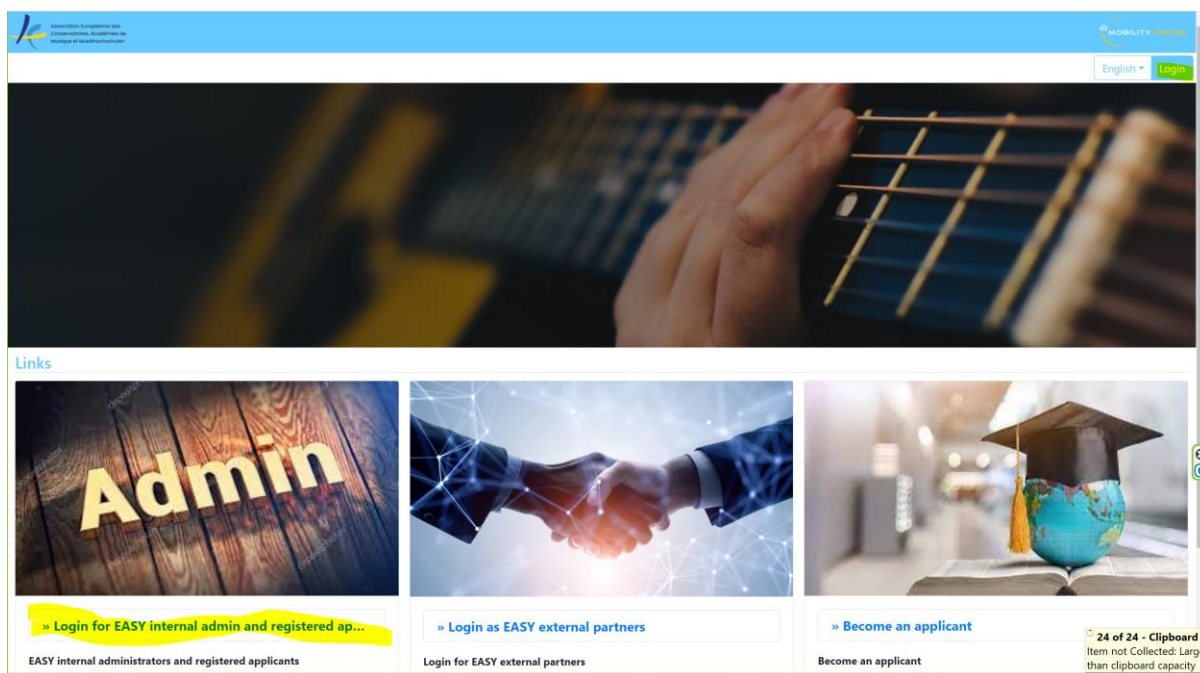 Association Européenne des
Conservatoires, Académies de
Musique et Musikhochschulen
MOBILITY-ONLINE
English
Login
Links
Admin
» Login for EASY internal admin and registered ap...
» Login as EASY external partners
» Become an applicant
EASY internal administrators and registered applicants
Login for EASY external partners
Become an applicant
24 of 24 - Clipboard
Item not Collected: Larg
than clipboard capacity